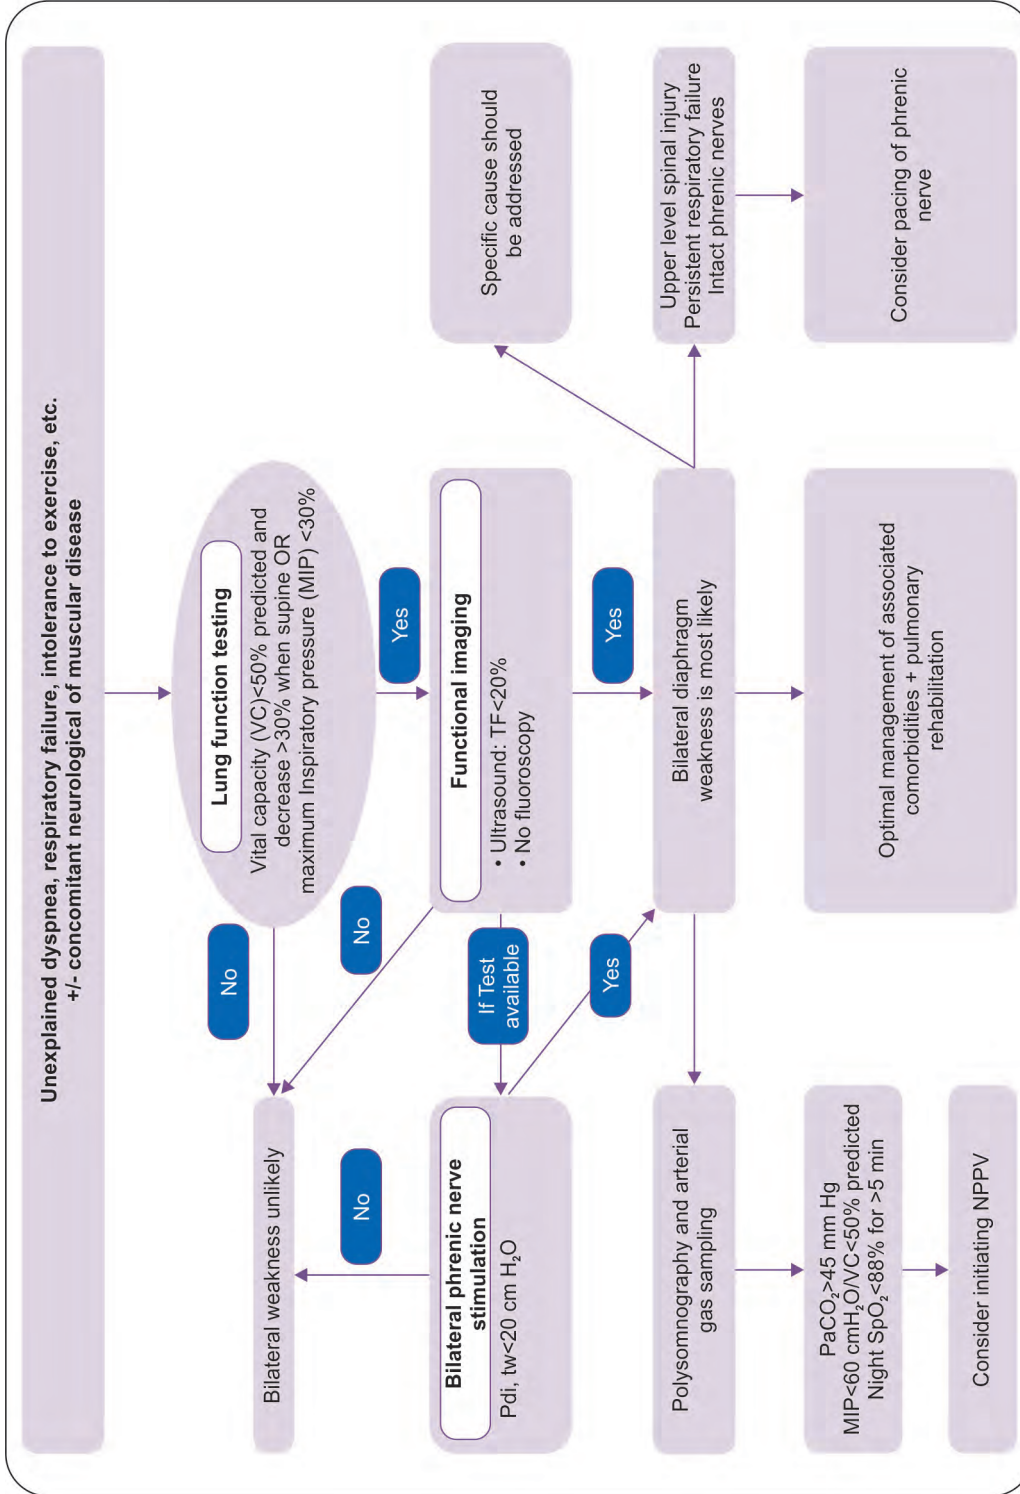 Unexplained dyspnea, respiratory failure, intolerance to exercise, etc.
+/- concomitant neurological of muscular disease
Lung function testing
Vital capacity (VC)<50% predicted and
decrease >30% when supine OR
maximum Inspiratory pressure (MIP) <30%
No
Yes
No
Bilateral weakness unlikely
No
Functional imaging
• Ultrasound: TF<20%
• No fluoroscopy
If Test
available
Bilateral phrenic nerve
stimulation
Pdi, tw<20 cm H₂O
Yes
Yes
Specific cause should
be addressed
Bilateral diaphragm
weakness is most likely
Polysomnography and arterial
gas sampling
Upper level spinal injury
Persistent respiratory failure
Intact phrenic nerves
PaCO₂>45 mm Hg
MIP<60 cmH₂O/VC<50% predicted
Night SpO₂<88% for >5 min
Optimal management of associated
comorbidities + pulmonary
rehabilitation
Consider pacing of phrenic
nerve
Consider initiating NPPV